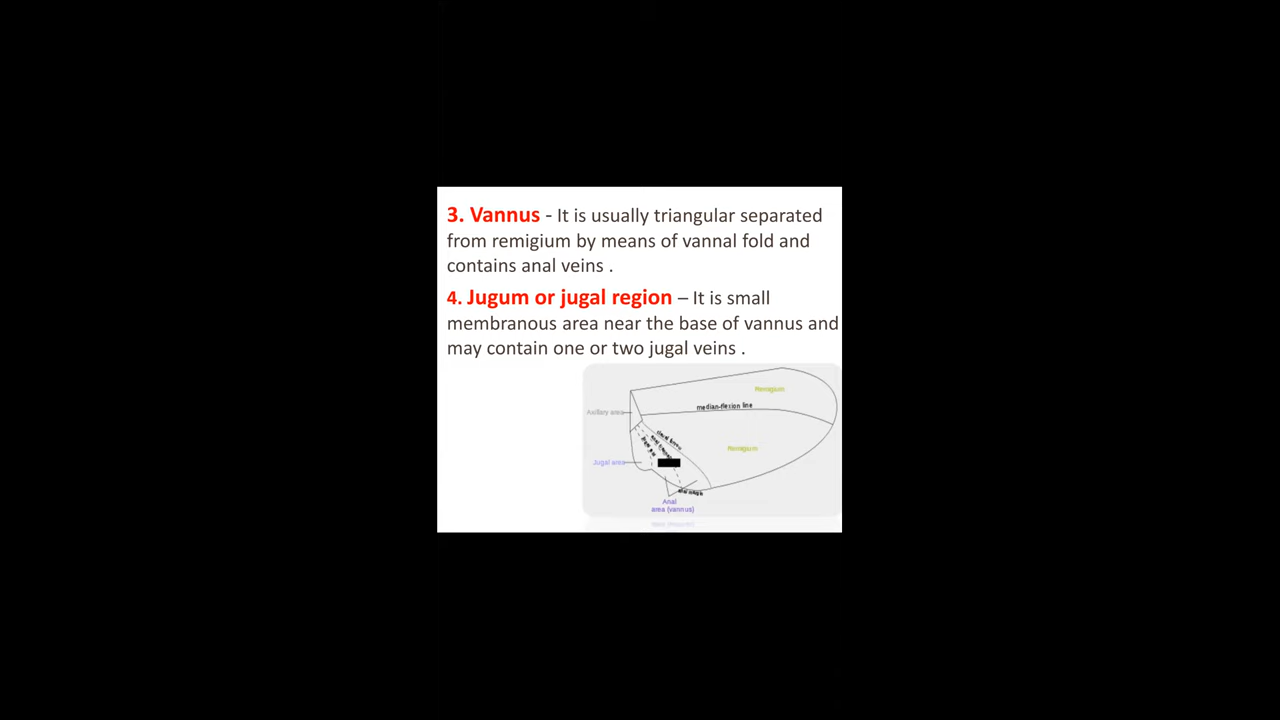 3. Vannus - It is usually triangular separated
from remigium by means of vannal fold and
contains anal veins .
4. Jugum or jugal region – It is small
membranous area near the base of vannus and
may contain one or two jugal veins .
Remigium
median-flexion line
Axillary area
Remigium
Jugal area
Anal
area (vannus)